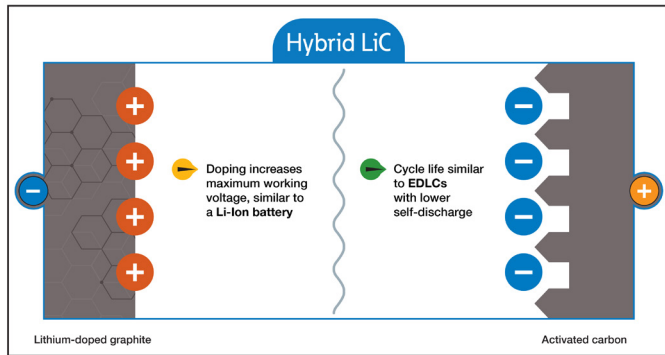 Hybrid LiC
Doping increases
maximum working
voltage, similar to
a Li-Ion battery
Cycle life similar
to EDLCs
with lower
self-discharge
Lithium-doped graphite
Activated carbon